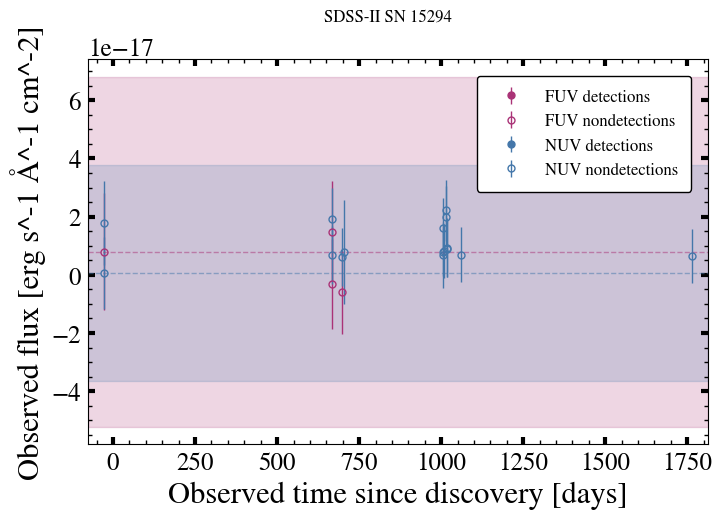 SDSS-II SN 15294
1e−17
Observed flux [erg s^-1 Å^-1 cm^-2]
6
4
2
0
−2
−4
FUV detections
FUV nondetections
NUV detections
NUV nondetections
0 250 500 750 1000 1250 1500 1750
Observed time since discovery [days]